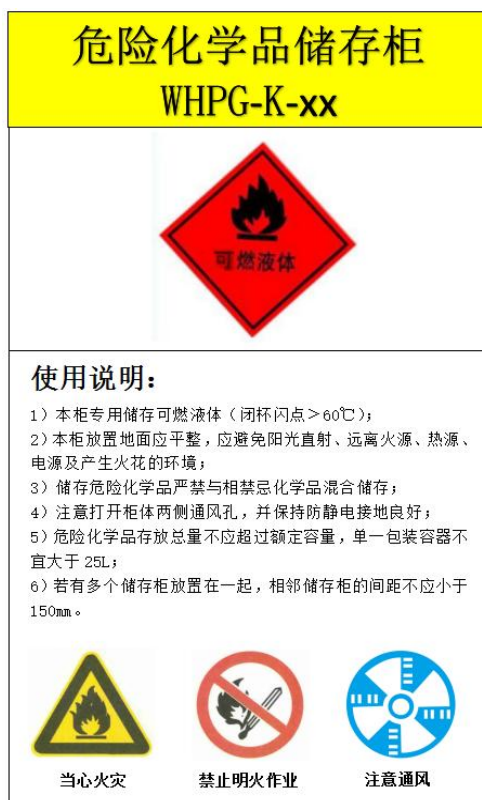 危险化学品储存柜
WHPG-K-xx
可燃液体
使用说明：
1）本柜专用储存可燃液体（闭杯闪点＞60℃）；
2）本柜放置地面应平整，应避免阳光直射、远离火源、热源、
电源及产生火花的环境；
3）储存危险化学品严禁与相禁忌化学品混合储存；
4）注意打开柜体两侧通风孔，并保持防静电接地良好；
5）危险化学品存放总量不应超过额定容量，单一包装容器不
宜大于 25L；
6）若有多个储存柜放置在一起，相邻储存柜的间距不应小于
150mm。
当心火灾 禁止明火作业 注意通风